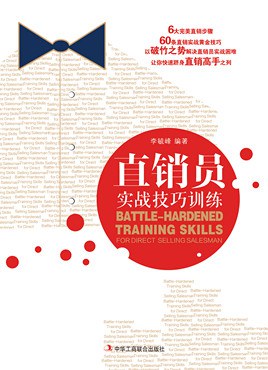 6大完美直销步骤
60条直销实战黄金技巧
以破竹之势解决直销员实战困难
让你快速跻身直销高手之列
李毓峰 编著
直销员
实战技巧训练
BATTLE-HARDENED
TRAINING SKILLS
FOR DIRECT SELLING SALESMAN
中华工商联合出版社